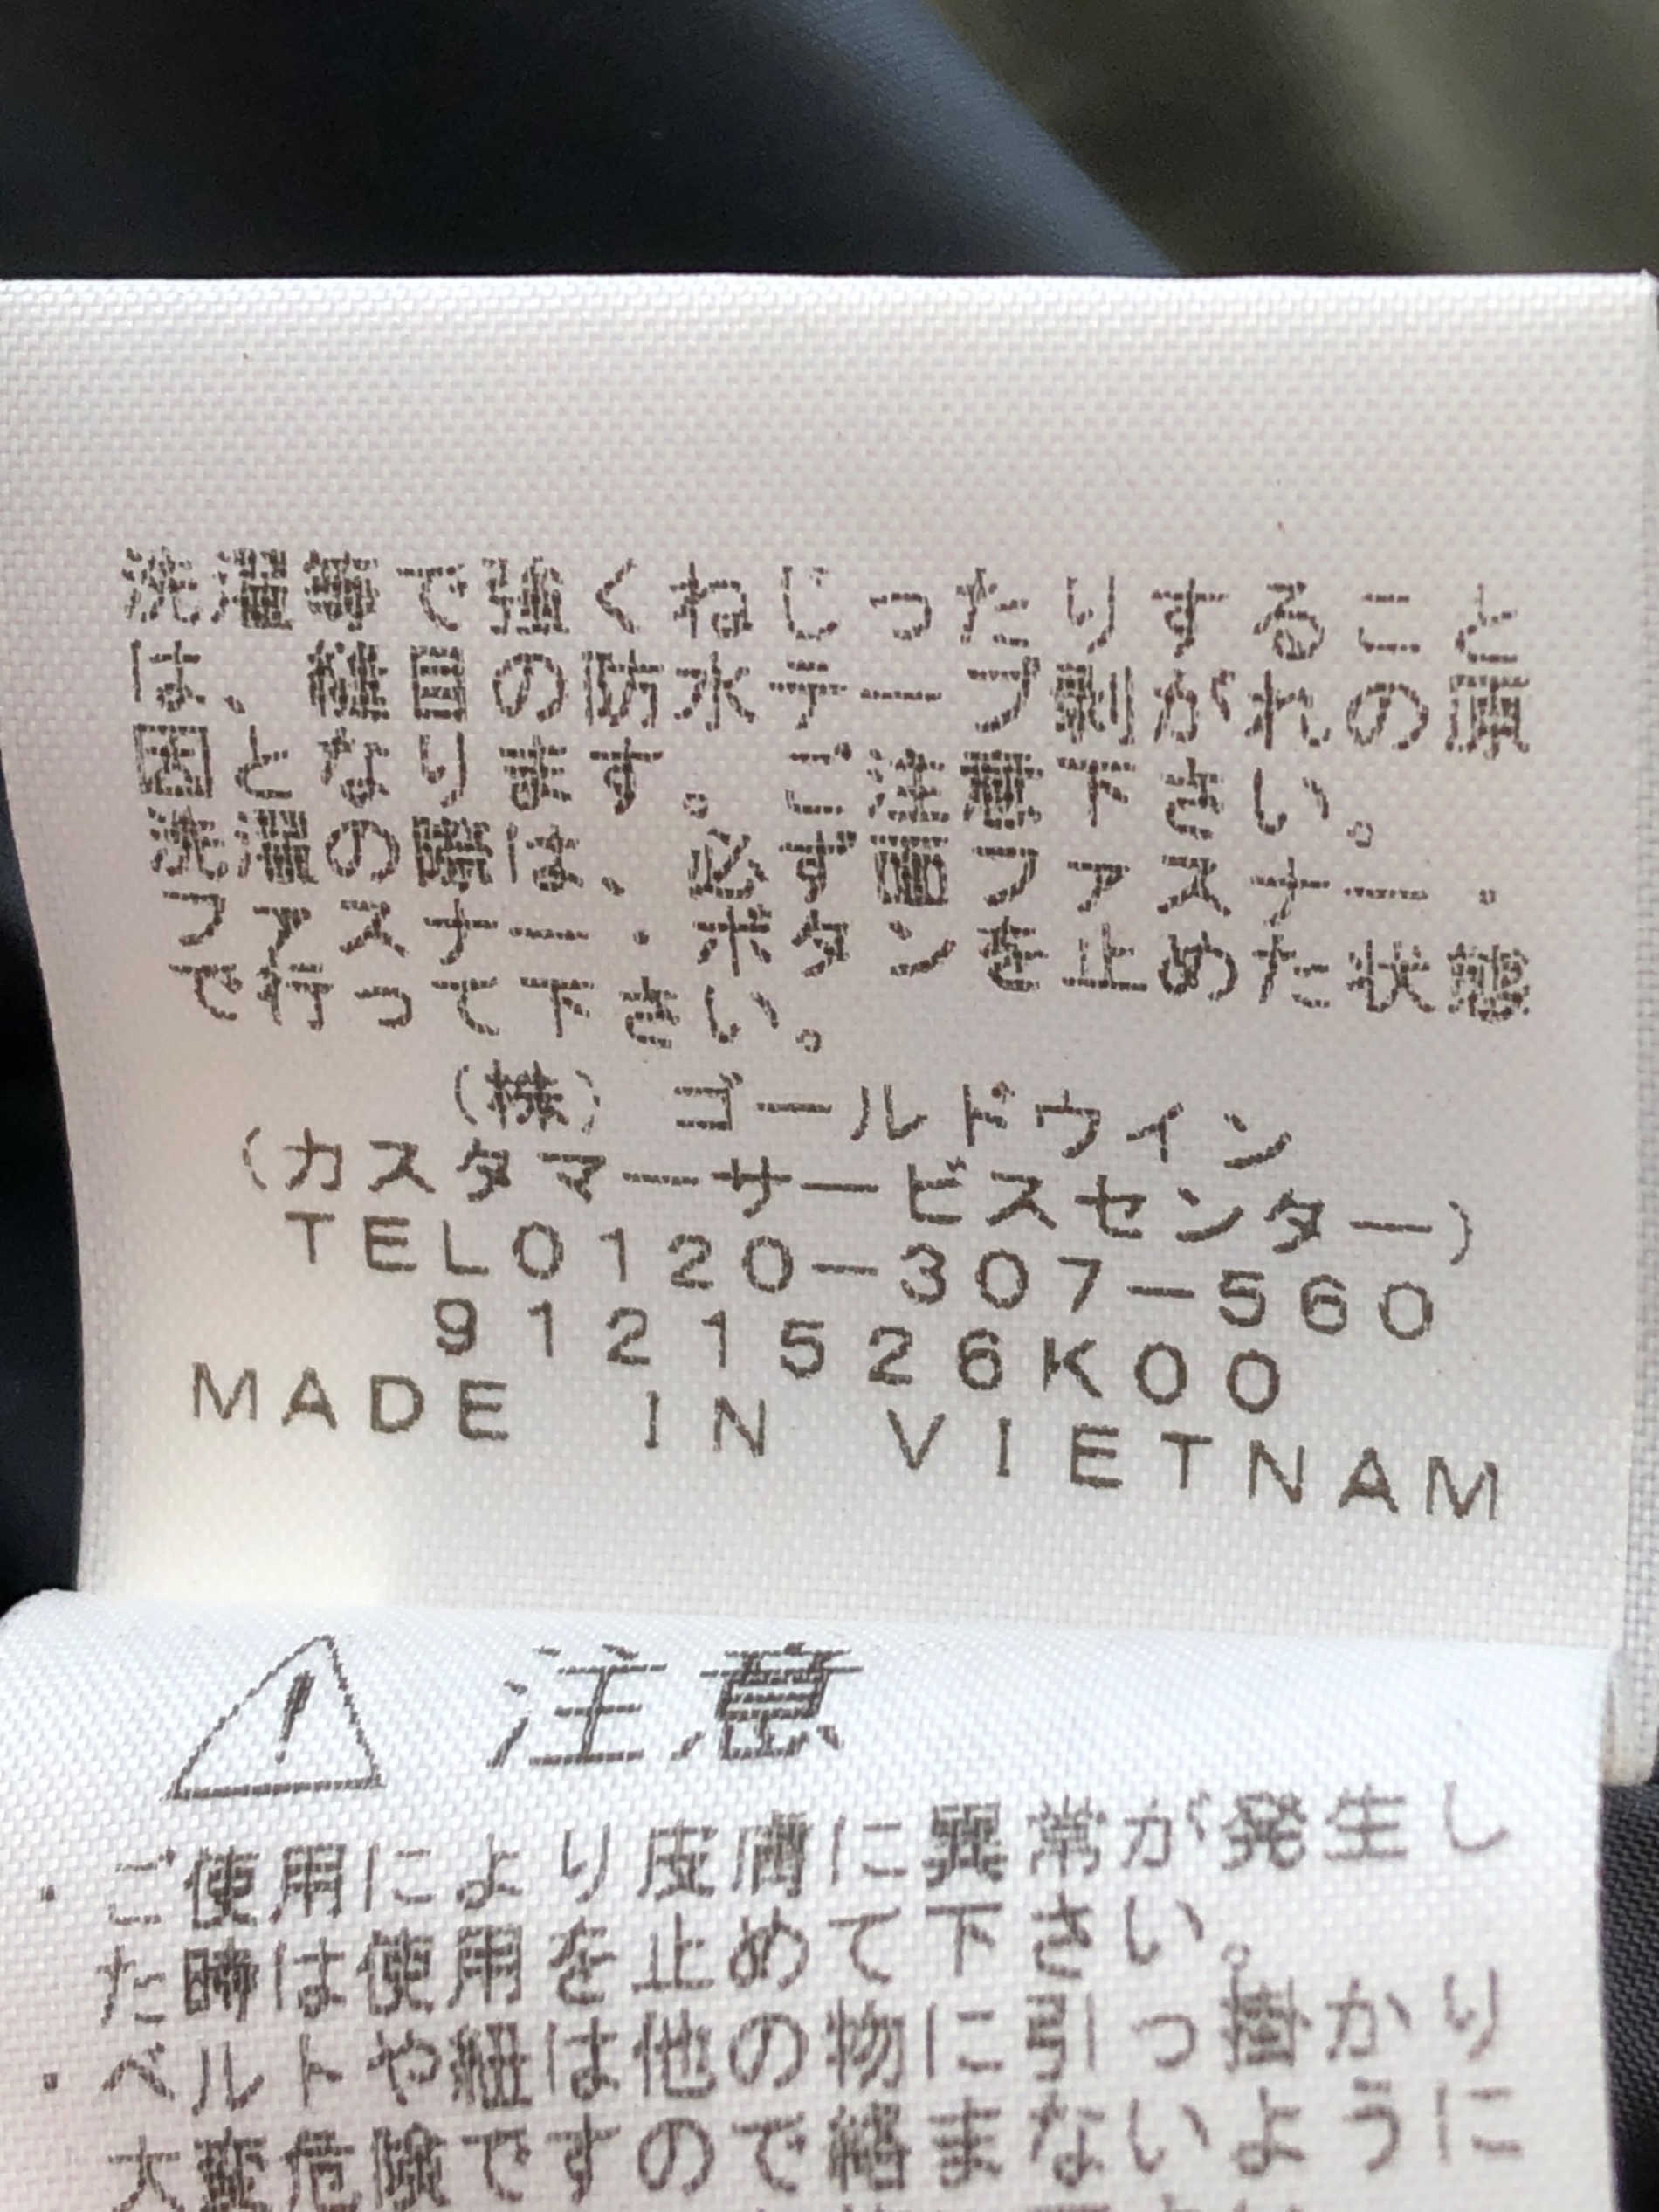 洗濯等で強くねじったりすること
は、縫目の防水テープ剝がれの原
因となります。ご注意下さい。
洗濯の際は、必ず面ファスナー・
ファスナー・ボタンを止めた状態
で行って下さい。
(株) ゴールドウイン
(カスタマーサービスセンター)
TEL0120-307-560
9121526K00
MADE IN VIETNAM
注意
・ご使用により皮膚に異常が発生し
た時は使用を止めて下さい。
・ベルトや紐は他の物に引っ掛かり
大変危険ですので絡まないように